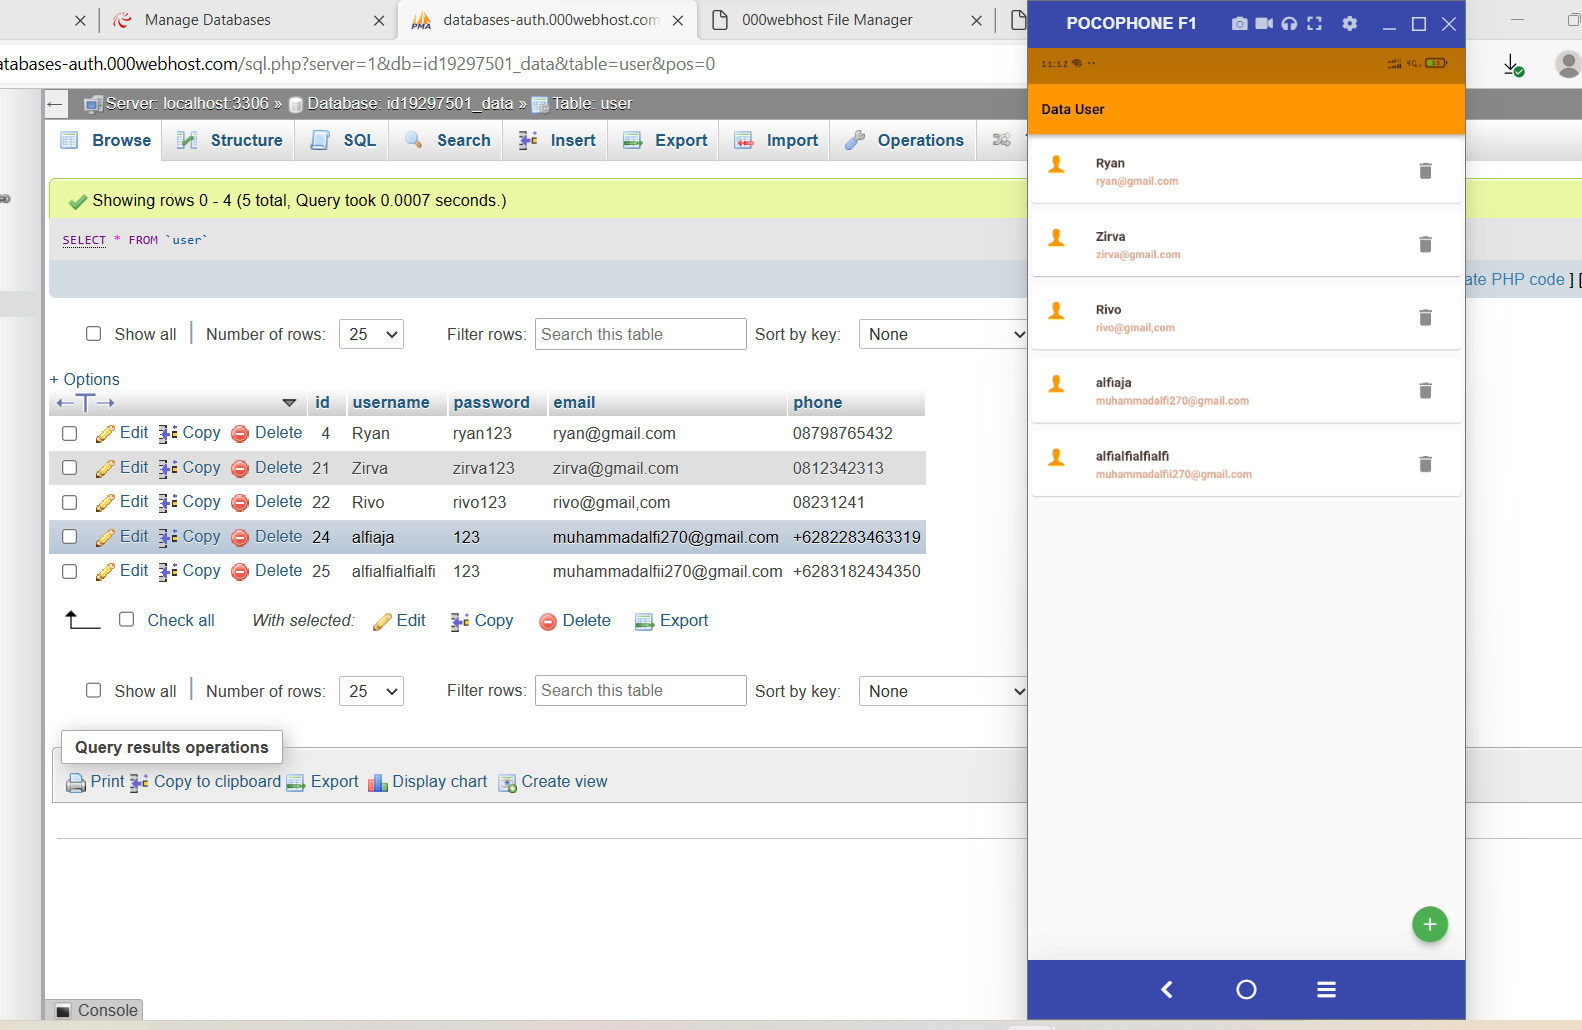 Manage Databases
databases-auth.000webhost.com
000webhost File Manager
atabases-auth.000webhost.com/sql.php?server=1&db=id19297501_data&table=user&pos=0
Server: localhost:3306 » Database: id19297501_data » Table: user
Browse Structure SQL Search Insert Export Import Operations
Showing rows 0 - 4 (5 total, Query took 0.0007 seconds.)
SELECT * FROM `user`
ate PHP code ] [
Show all Number of rows: 25 Filter rows: Search this table Sort by key: None
+ Options
id username password email phone
Edit Copy Delete 4 Ryan ryan123 ryan@gmail.com 08798765432
Edit Copy Delete 21 Zirva zirva123 zirva@gmail.com 0812342313
Edit Copy Delete 22 Rivo rivo123 rivo@gmail,com 08231241
Edit Copy Delete 24 alfiaja 123 muhammadalfi270@gmail.com +6282283463319
Edit Copy Delete 25 alfialfialfialfi 123 muhammadalfii270@gmail.com +6283182434350
Check all With selected: Edit Copy Delete Export
Show all Number of rows: 25 Filter rows: Search this table Sort by key: None
Query results operations
Print Copy to clipboard Export Display chart Create view
Console
POCOPHONE F1
11:12
Data User
Ryan
ryan@gmail.com
Zirva
zirva@gmail.com
Rivo
rivo@gmail,com
alfiaja
muhammadalfi270@gmail.com
alfialfialfialfi
muhammadalfii270@gmail.com